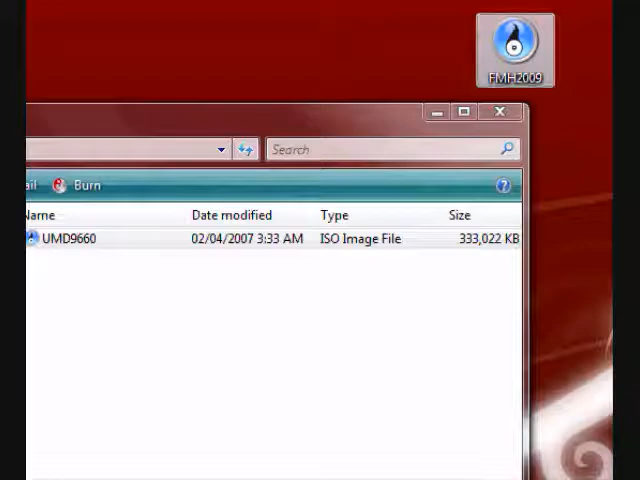 FMH2009
Search
ail Burn
Name Date modified Type Size
UMD9660 02/04/2007 3:33 AM ISO Image File 333,022 KB